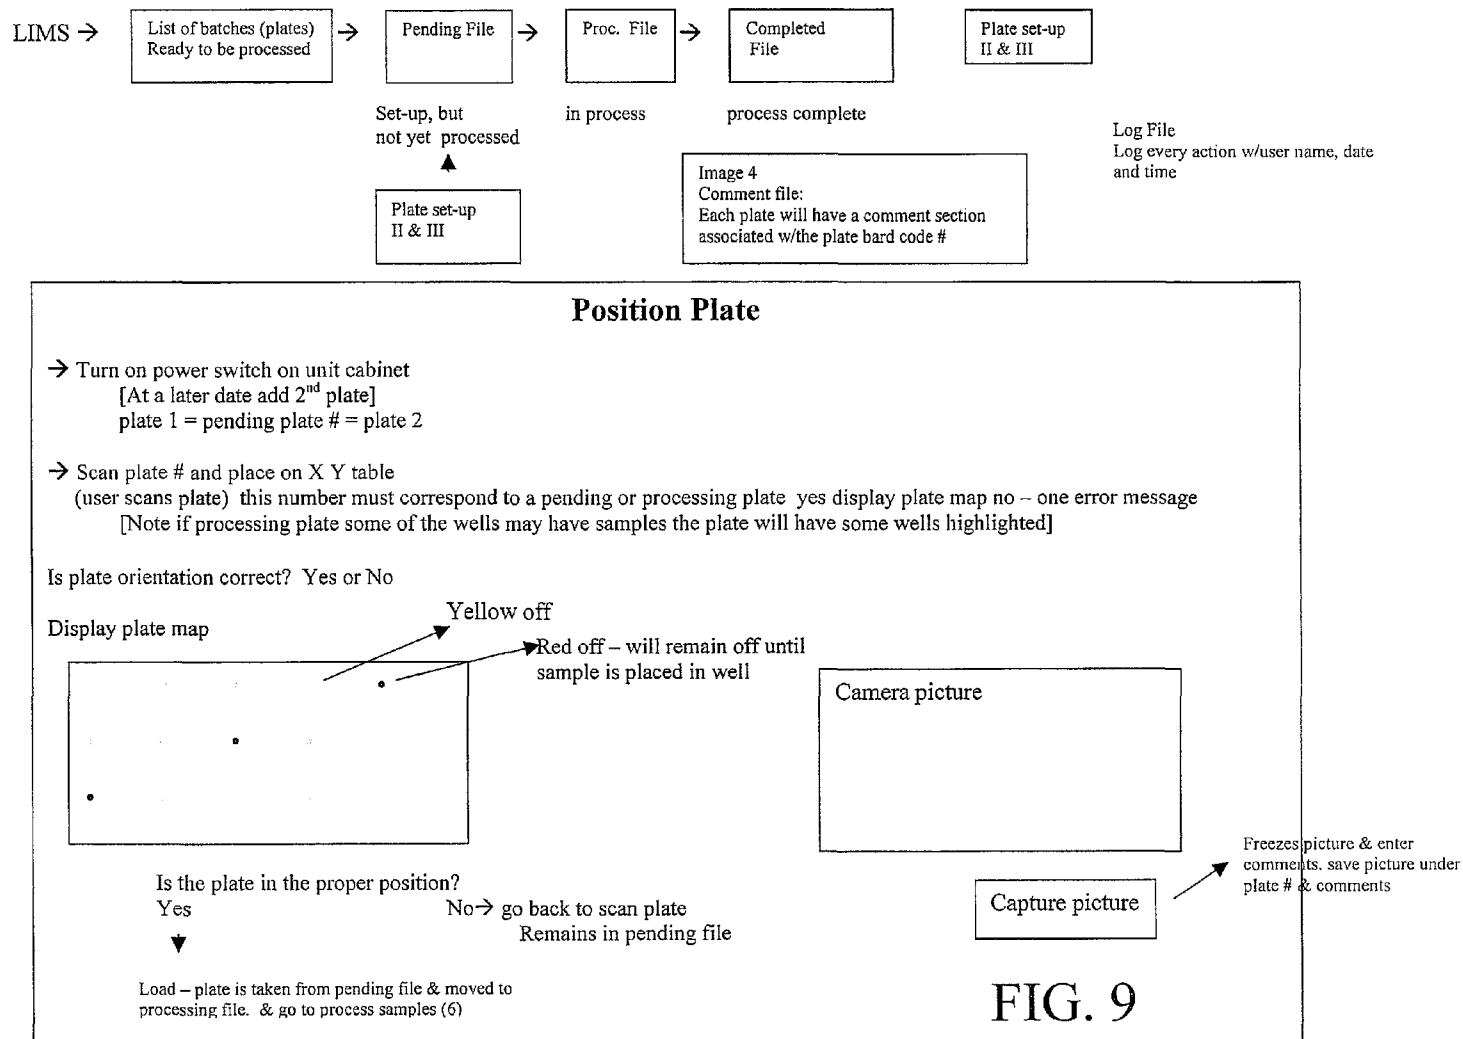 LIMS →
List of batches (plates)
Ready to be processed
→
Pending File
→
Proc. File
→
Completed
File
Plate set-up
II & III
Set-up, but
not yet processed
in process
process complete
Log File
Log every action w/user name, date
and time
Plate set-up
II & III
Image 4
Comment file:
Each plate will have a comment section
associated w/the plate bard code #
Position Plate
→ Turn on power switch on unit cabinet
[At a later date add 2nd plate]
plate 1 = pending plate # = plate 2
→ Scan plate # and place on X Y table
(user scans plate) this number must correspond to a pending or processing plate yes display plate map no – one error message
[Note if processing plate some of the wells may have samples the plate will have some wells highlighted]
Is plate orientation correct? Yes or No
Display plate map
Yellow off
Red off – will remain off until
sample is placed in well
Camera picture
Is the plate in the proper position?
Yes
No→ go back to scan plate
Remains in pending file
Capture picture
Freezes picture & enter
comments. save picture under
plate # & comments
Load – plate is taken from pending file & moved to
processing file. & go to process samples (6)
FIG. 9